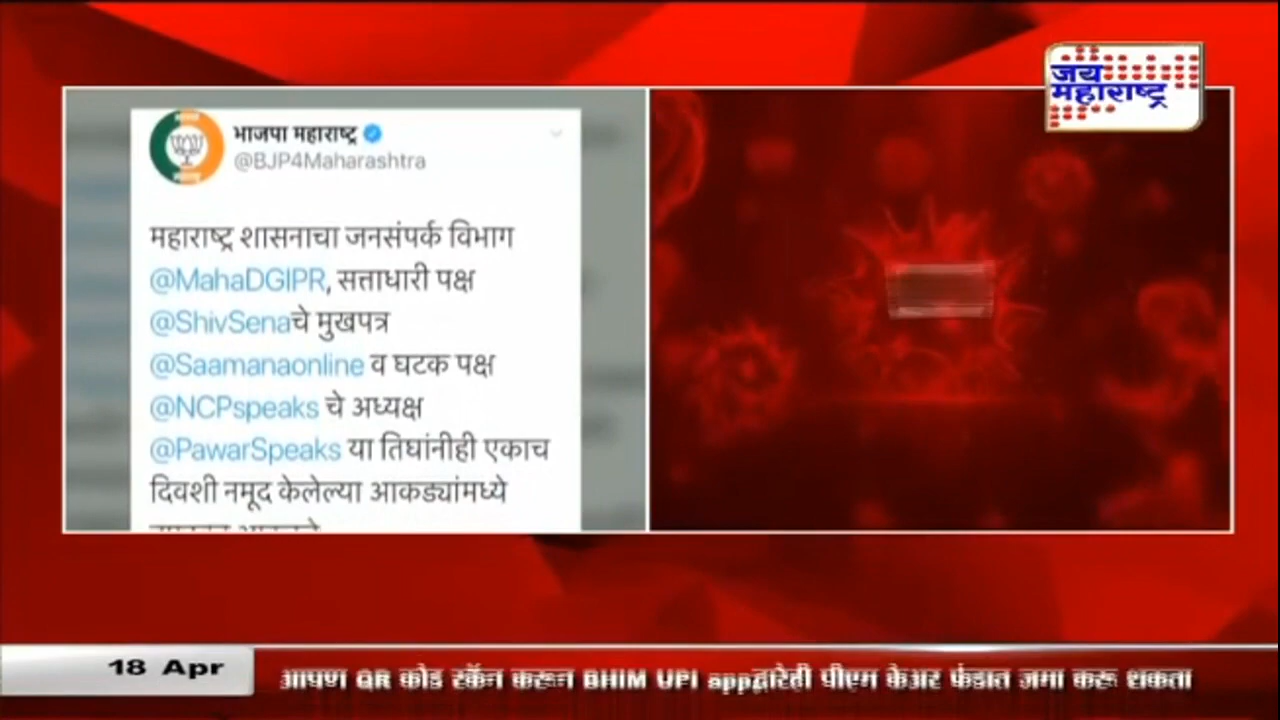 जय
महाराष्ट्र
भाजपा महाराष्ट्र
@BJP4Maharashtra
महाराष्ट्र शासनाचा जनसंपर्क विभाग
@MahaDGIPR, सत्ताधारी पक्ष
@ShivSenaचे मुखपत्र
@Saamanaonline व घटक पक्ष
@NCPspeaks चे अध्यक्ष
@PawarSpeaks या तिघांनीही एकाच
दिवशी नमूद केलेल्या आकड्यांमध्ये
18 Apr
आपण QR कोड स्कॅन करून BHIM UPI appद्वारेही पीएम केअर फंडात जमा करू शकता